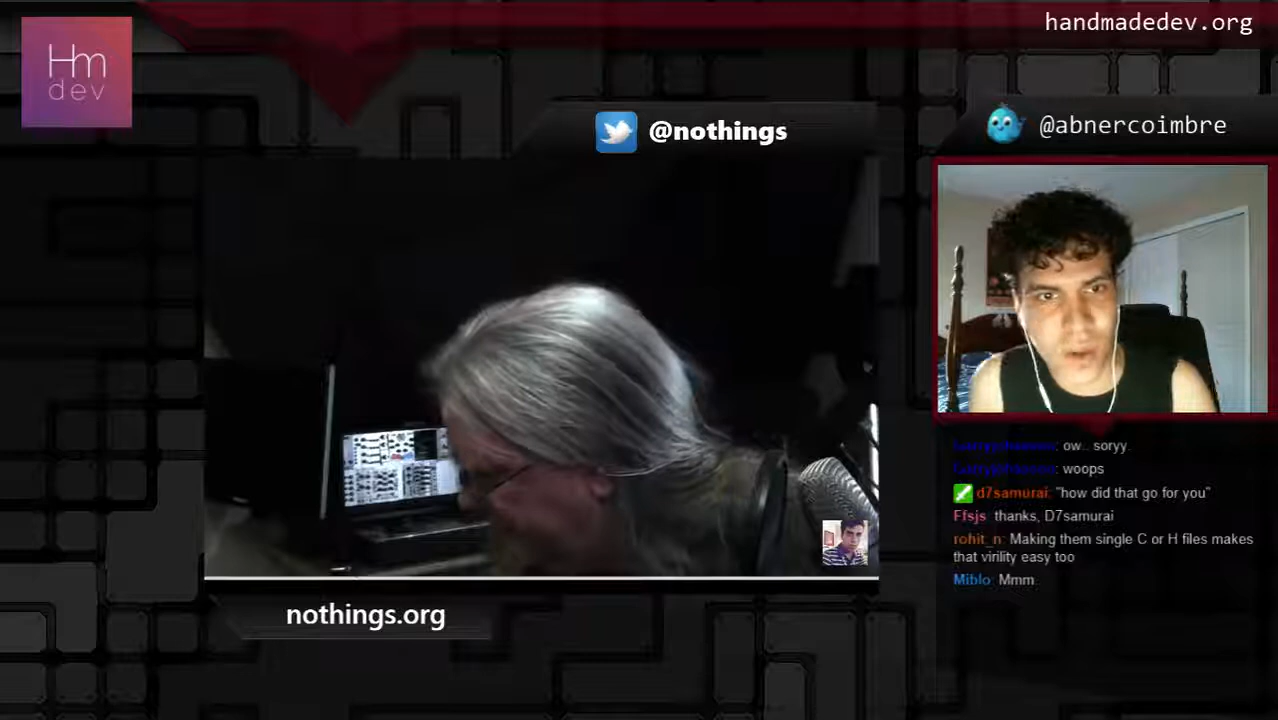 Hm
dev
handmadedev.org
@nothings
@abnercoimbre
: ow.. soryy
: woops
d7samurai: "how did that go for you"
Ffsjs thanks, D7samurai
rohit_n: Making them single C or H files makes
that virility easy too
Miblo: Mmm
nothings.org